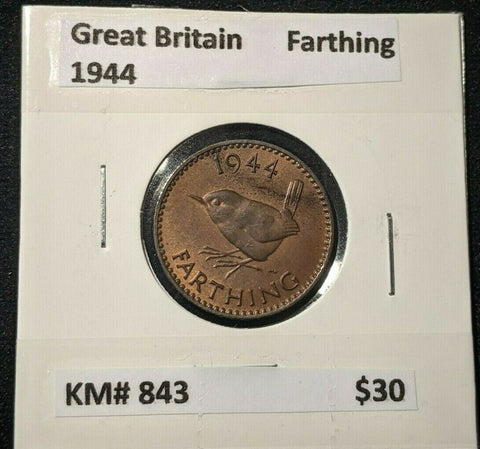 Great Britain Farthing
1944
1944
FARTHING
KM# 843 $30